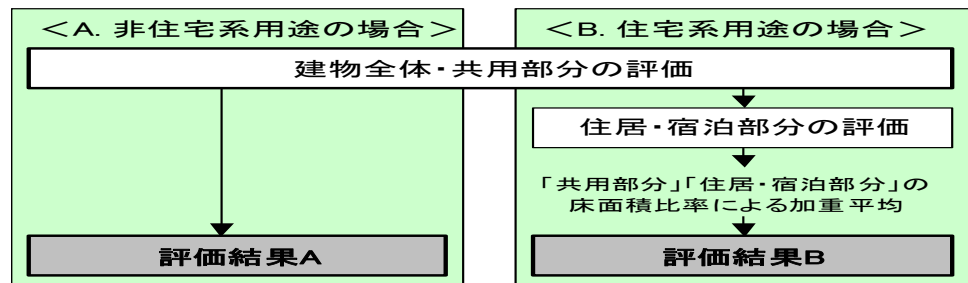 ＜A. 非住宅系用途の場合＞
＜B. 住宅系用途の場合＞
建物全体・共用部分の評価
住居・宿泊部分の評価
「共用部分」「住居・宿泊部分」の
床面積比率による加重平均
評価結果A
評価結果B